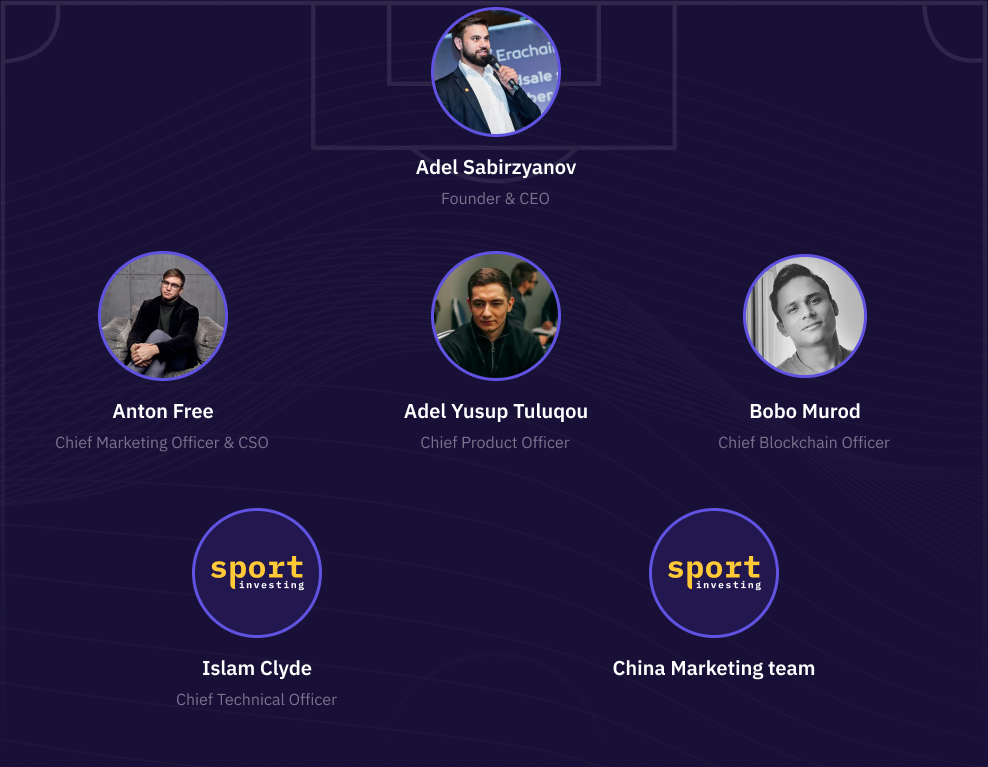 Erachai
dsale
ber
Adel Sabirzyanov
Founder & CEO
Anton Free
Adel Yusup Tuluqou
Bobo Murod
Chief Marketing Officer & CSO
Chief Product Officer
Chief Blockchain Officer
sport
investing
sport
investing
Islam Clyde
China Marketing team
Chief Technical Officer